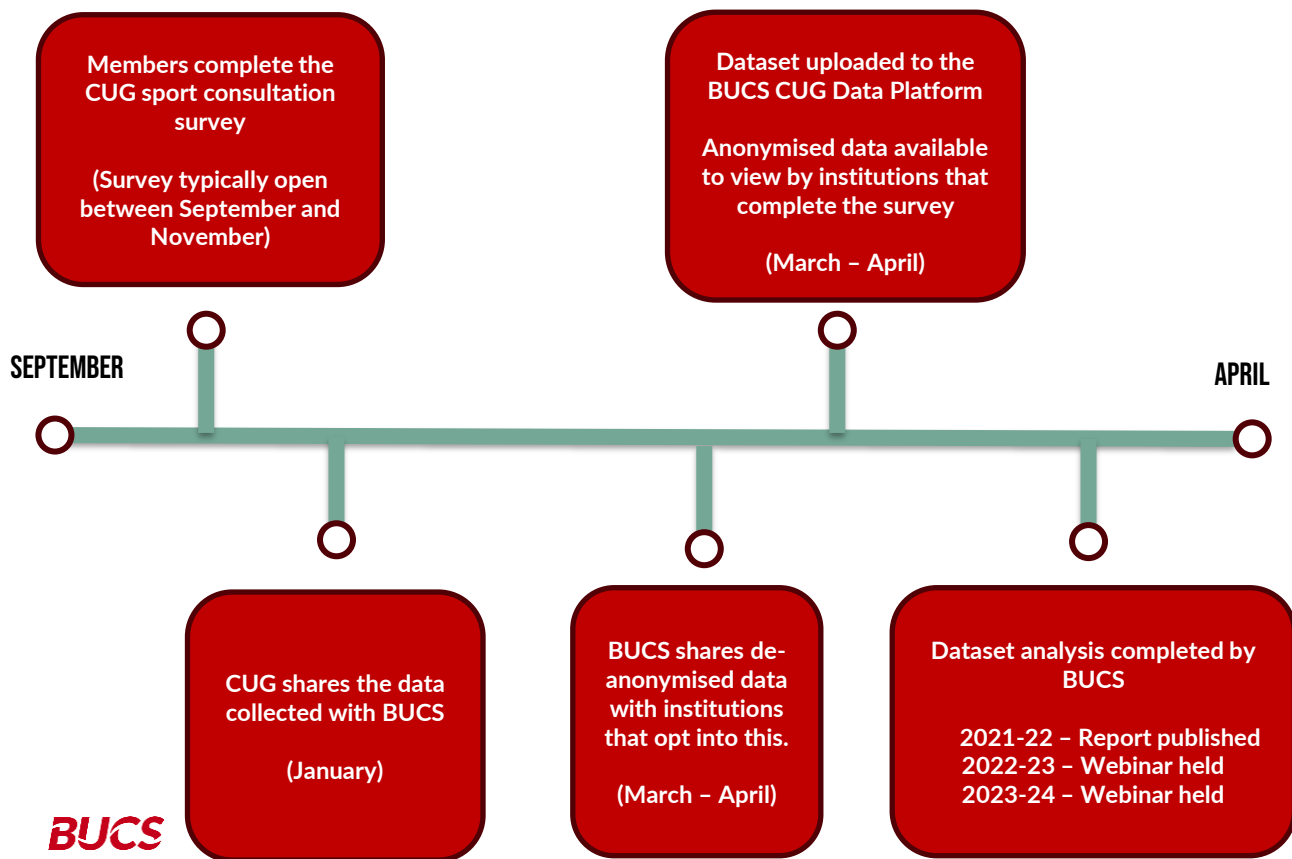 Members complete the
CUG sport consultation
survey
(Survey typically open
between September and
November)
Dataset uploaded to the
BUCS CUG Data Platform
Anonymised data available
to view by institutions that
complete the survey
(March – April)
SEPTEMBER
APRIL
CUG shares the data
collected with BUCS
(January)
BUCS shares de-
anonymised data
with institutions
that opt into this.
(March – April)
Dataset analysis completed by
BUCS
2021-22 – Report published
2022-23 – Webinar held
2023-24 – Webinar held
BUCS